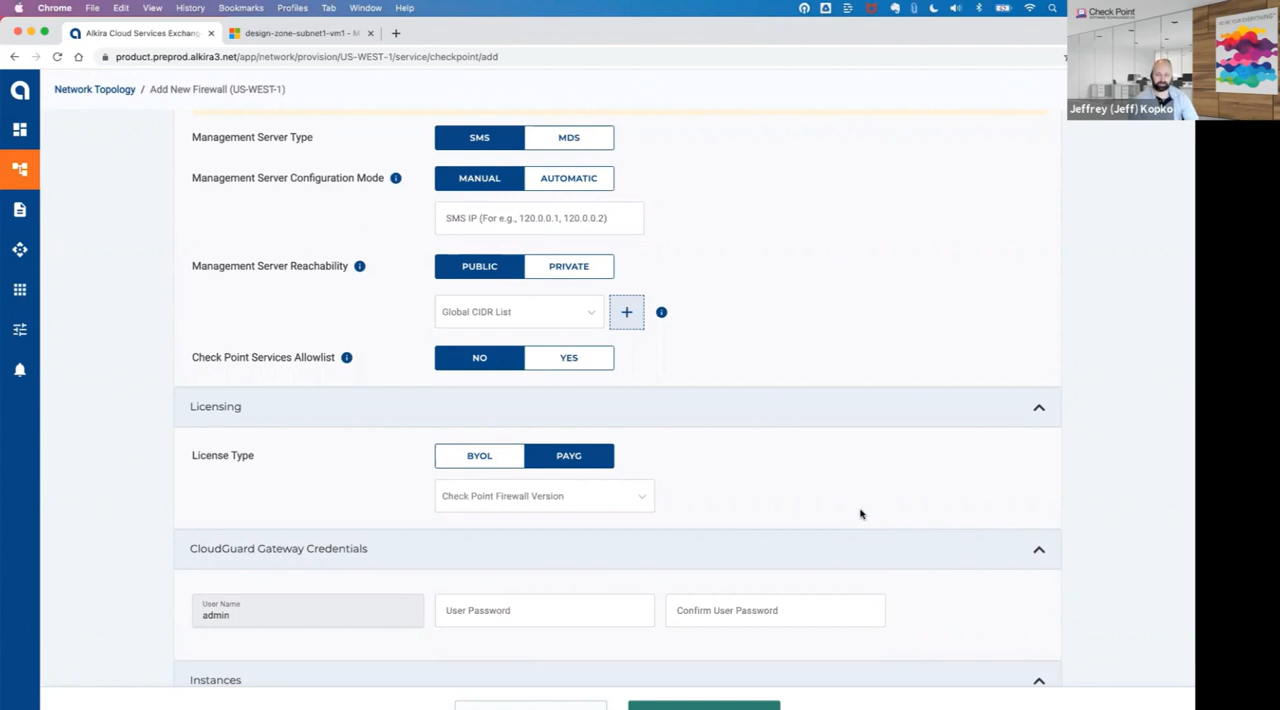 Chrome File Edit View History Bookmarks Profiles Tab Window Help
Alkira Cloud Services Exchan
design-zone-subnet1-vm1 - M
product.preprod.alkira3.net/app/network/provision/US-WEST-1/service/checkpoint/add
Check Point
SOFTWARE TECHNOLOGIES LTD
Jeffrey (Jeff) Kopko
Network Topology / Add New Firewall (US-WEST-1)
Management Server Type SMS MDS
Management Server Configuration Mode MANUAL AUTOMATIC
SMS IP (For e.g., 120.0.0.1, 120.0.0.2)
Management Server Reachability PUBLIC PRIVATE
Global CIDR List
Check Point Services Allowlist NO YES
Licensing
License Type BYOL PAYG
Check Point Firewall Version
CloudGuard Gateway Credentials
User Name
admin
User Password
Confirm User Password
Instances